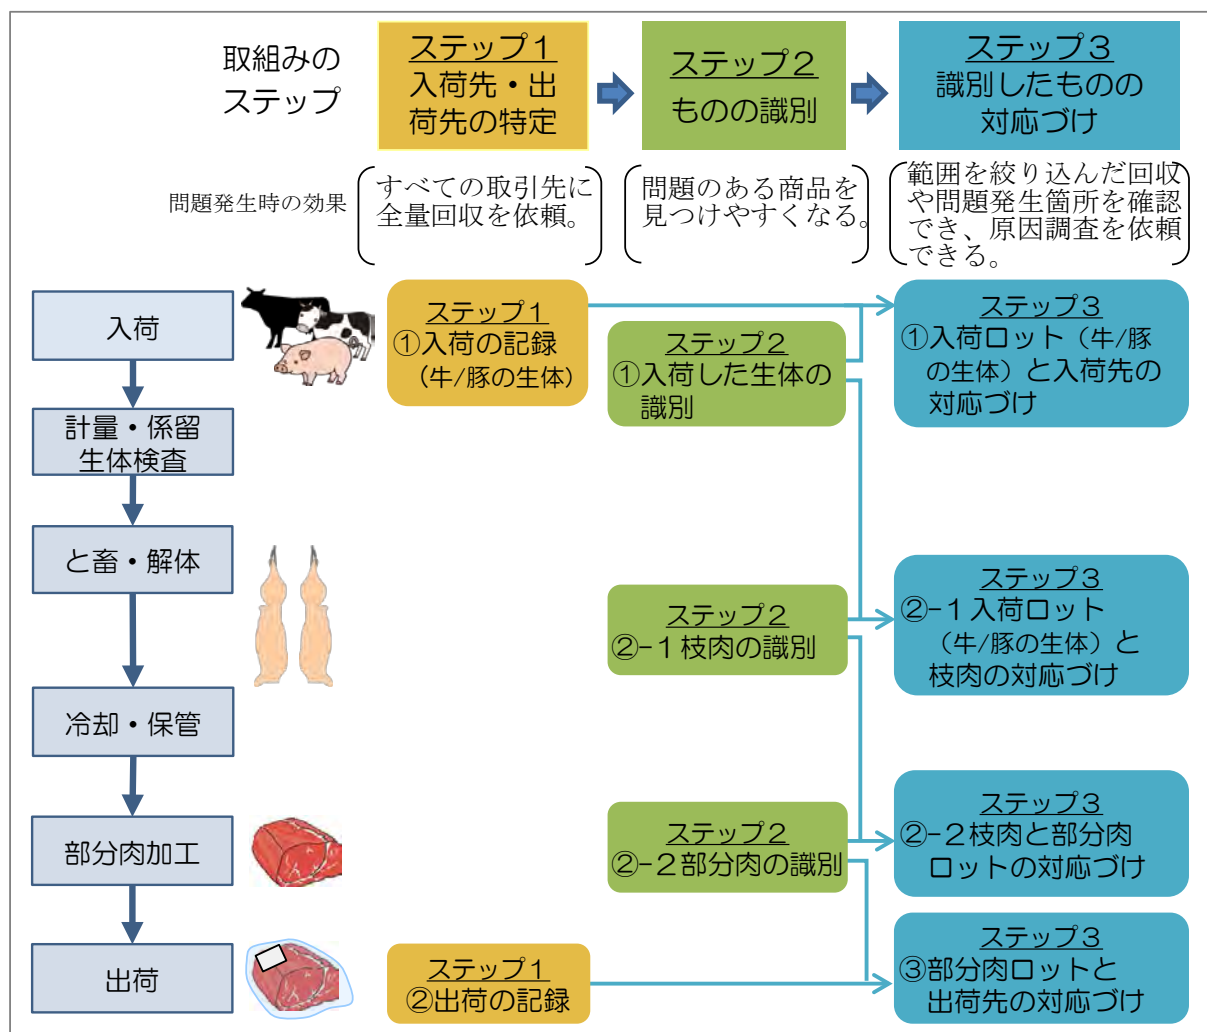 取組みの
ステップ
ステップ１
入荷先・出
荷先の特定
ステップ２
ものの識別
ステップ３
識別したものの
対応づけ
問題発生時の効果
すべての取引先に
全量回収を依頼。
問題のある商品を
見つけやすくなる。
範囲を絞り込んだ回収
や問題発生箇所を確認
でき、原因調査を依頼
できる。
入荷
ステップ１
①入荷の記録
（牛/豚の生体）
ステップ２
①入荷した生体の
識別
ステップ３
①入荷ロット（牛/豚
の生体）と入荷先の
対応づけ
計量・係留
生体検査
と畜・解体
ステップ２
②-１枝肉の識別
ステップ３
②-１入荷ロット
（牛/豚の生体）と
枝肉の対応づけ
冷却・保管
部分肉加工
ステップ２
②-２部分肉の識別
ステップ３
②-２枝肉と部分肉
ロットの対応づけ
出荷
ステップ１
②出荷の記録
ステップ３
③部分肉ロットと
出荷先の対応づけ